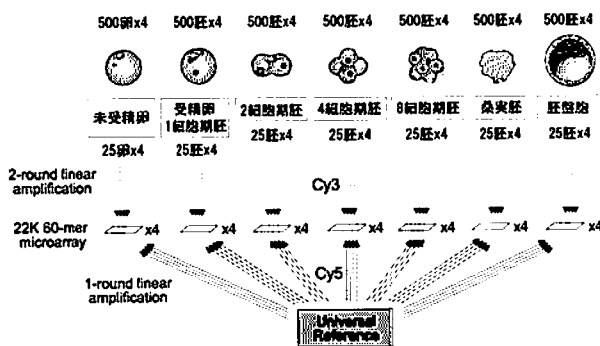 500卵x4 500胚x4 500胚x4 500胚x4 500胚x4 500胚x4 500胚x4
未受精卵 受精卵 1細胞期胚 2細胞期胚 4細胞期胚 8細胞期胚 桑実胚 胚盤胞
25卵x4 25胚x4 25胚x4 25胚x4 25胚x4 25胚x4 25胚x4
2-round linear
amplification
Cy3
22K 60-mer
microarray
x4 x4 x4 x4 x4 x4 x4
Cy5
1-round linear
amplification
Universal
Reference